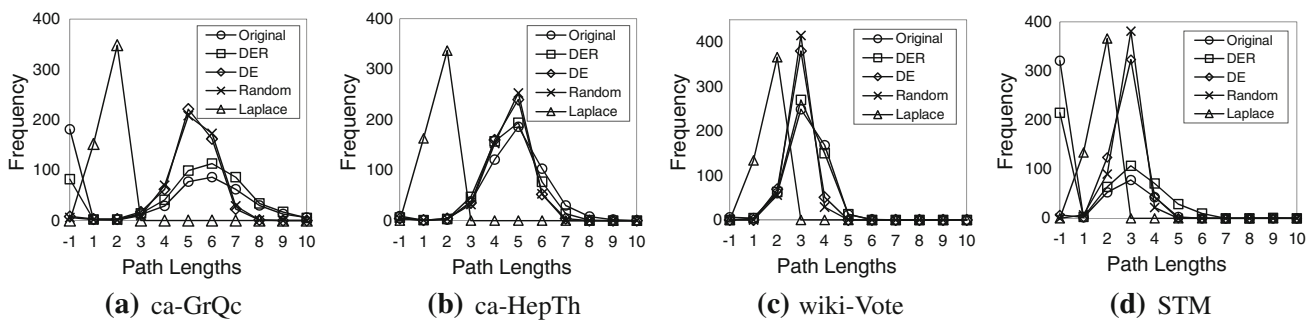 400
300
200
100
0
Frequency
Original
DER
DE
Random
Laplace
-1 1 2 3 4 5 6 7 8 9 10
Path Lengths
(a) ca-GrQc
400
300
200
100
0
Frequency
Original
DER
DE
Random
Laplace
-1 1 2 3 4 5 6 7 8 9 10
Path Lengths
(b) ca-HepTh
400
300
200
100
0
Frequency
Original
DER
DE
Random
Laplace
-1 1 2 3 4 5 6 7 8 9 10
Path Lengths
(c) wiki-Vote
400
300
200
100
0
Frequency
Original
DER
DE
Random
Laplace
-1 1 2 3 4 5 6 7 8 9 10
Path Lengths
(d) STM